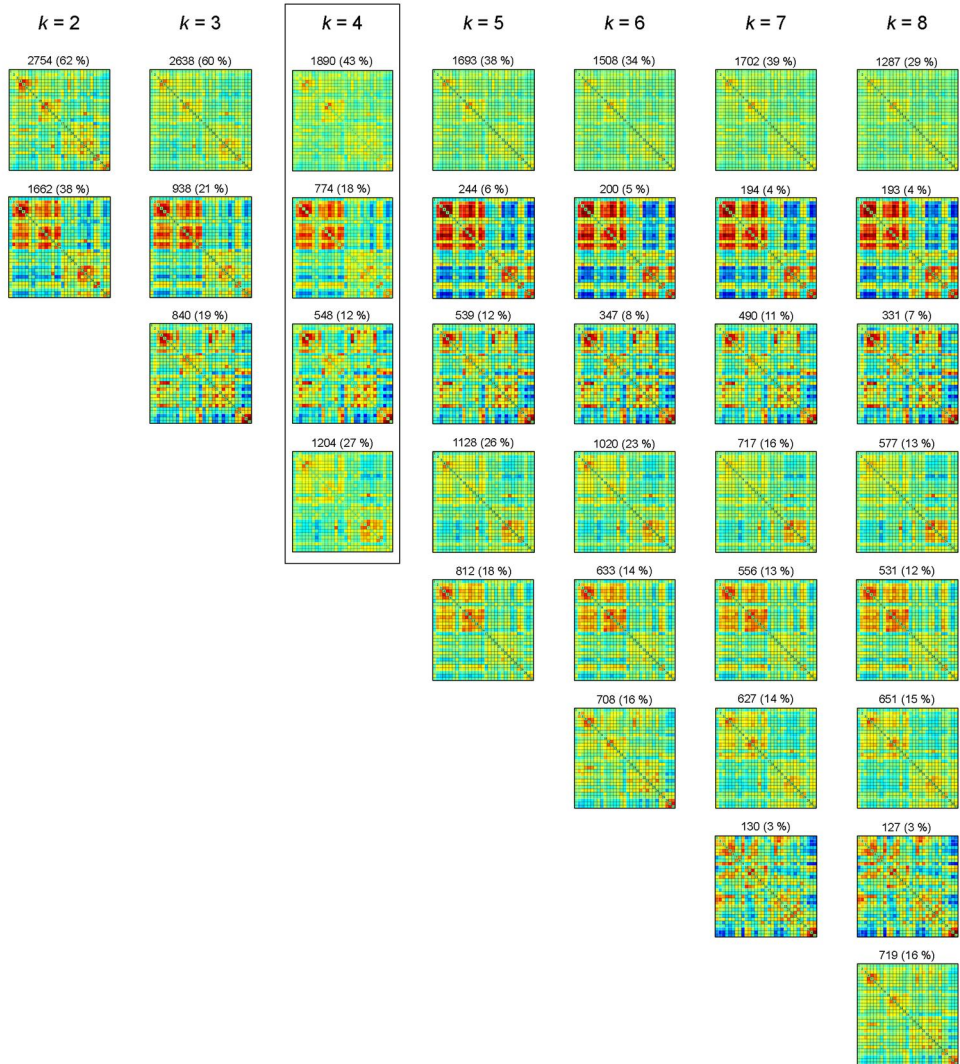 k = 2 k = 3 k = 4 k = 5 k = 6 k = 7 k = 8
2754 (62 %) 2638 (60 %) 1890 (43 %) 1693 (38 %) 1508 (34 %) 1702 (39 %) 1287 (29 %)
1662 (38 %) 938 (21 %) 774 (18 %) 244 (6 %) 200 (5 %) 194 (4 %) 193 (4 %)
840 (19 %) 548 (12 %) 539 (12 %) 347 (8 %) 490 (11 %) 331 (7 %)
1204 (27 %) 1128 (26 %) 1020 (23 %) 717 (16 %) 577 (13 %)
812 (18 %) 633 (14 %) 556 (13 %) 531 (12 %)
708 (16 %) 627 (14 %) 651 (15 %)
130 (3 %) 127 (3 %)
719 (16 %)